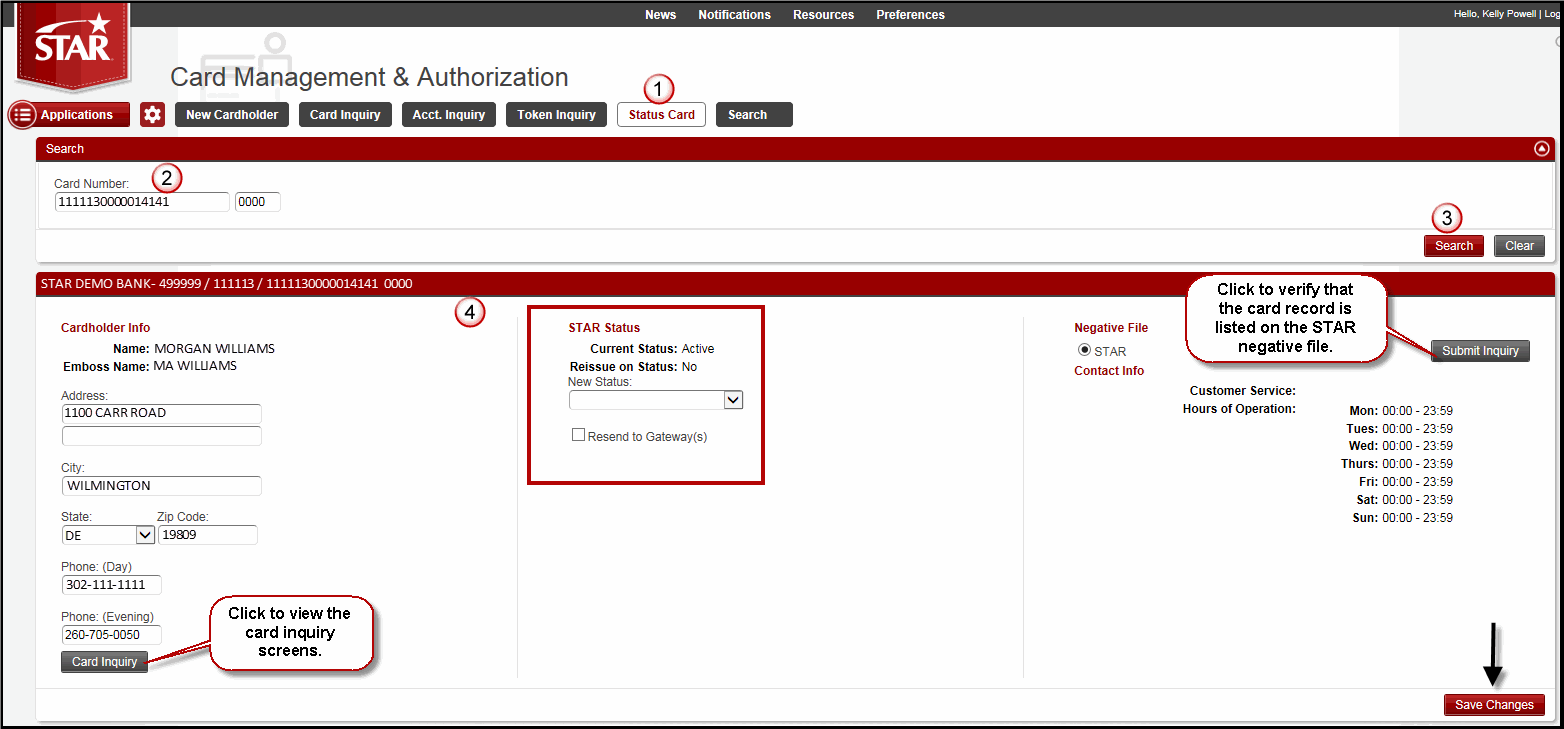 News Notifications Resources Preferences
Hello, Kelly Powell | Log
STAR
Card Management & Authorization
1
Applications New Cardholder Card Inquiry Acct. Inquiry Token Inquiry Status Card Search
Search
Card Number: 2
1111130000014141 0000
3
Search Clear
STAR DEMO BANK- 499999 / 111113 / 1111130000014141 0000
4
Cardholder Info
Name: MORGAN WILLIAMS
Emboss Name: MA WILLIAMS
Address:
1100 CARR ROAD
City:
WILMINGTON
State: Zip Code:
DE 19809
Phone: (Day)
302-111-1111
Phone: (Evening)
260-705-0050
Card Inquiry
Click to view the
card inquiry
screens.
STAR Status
Current Status: Active
Reissue on Status: No
New Status:
Resend to Gateway(s)
Negative File
STAR
Contact Info
Click to verify that
the card record is
listed on the STAR
negative file.
Submit Inquiry
Customer Service:
Hours of Operation:
Mon: 00:00 - 23:59
Tues: 00:00 - 23:59
Wed: 00:00 - 23:59
Thurs: 00:00 - 23:59
Fri: 00:00 - 23:59
Sat: 00:00 - 23:59
Sun: 00:00 - 23:59
Save Changes